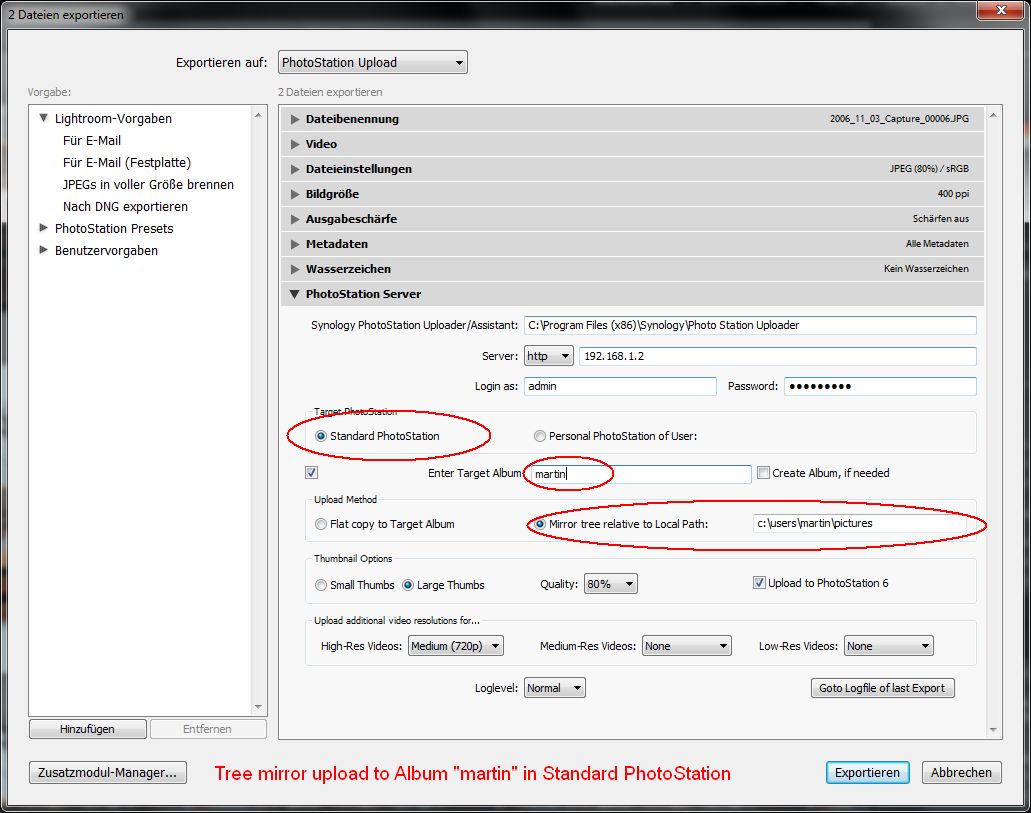 2 Dateien exportieren
Exportieren auf: PhotoStation Upload
Vorgabe:
2 Dateien exportieren
Lightroom-Vorgaben
Für E-Mail
Für E-Mail (Festplatte)
JPEGs in voller Größe brennen
Nach DNG exportieren
PhotoStation Presets
Benutzervorgaben
Hinzufügen
Entfernen
Dateibenennung 2006_11_03_Capture_00006.JPG
Video
Dateieinstellungen JPEG (80%) / sRGB
Bildgröße 400 ppi
Ausgabeschärfe Schärfen aus
Metadaten Alle Metadaten
Wasserzeichen Kein Wasserzeichen
PhotoStation Server
Synology PhotoStation Uploader/Assistant: C:\Program Files (x86)\Synology\Photo Station Uploader
Server: http 192.168.1.2
Login as: admin Password: ●●●●●●●●●
Target PhotoStation
Standard PhotoStation Personal PhotoStation of User:
Enter Target Album: martin Create Album, if needed
Upload Method
Flat copy to Target Album Mirror tree relative to Local Path: c:\users\martin\pictures
Thumbnail Options
Small Thumbs Large Thumbs Quality: 80% Upload to PhotoStation 6
Upload additional video resolutions for...
High-Res Videos: Medium (720p) Medium-Res Videos: None Low-Res Videos: None
Loglevel: Normal Goto Logfile of last Export
Zusatzmodul-Manager... Tree mirror upload to Album "martin" in Standard PhotoStation Exportieren Abbrechen